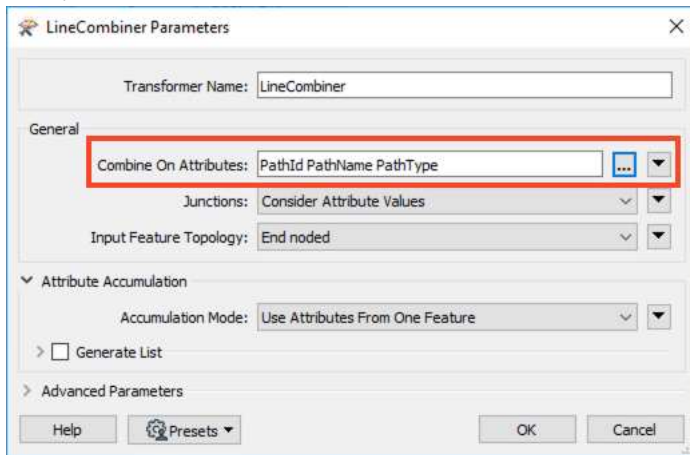 LineCombiner Parameters
Transformer Name: LineCombiner
General
Combine On Attributes: PathId PathName PathType ...
Junctions: Consider Attribute Values
Input Feature Topology: End noded
Attribute Accumulation
Accumulation Mode: Use Attributes From One Feature
Generate List
Advanced Parameters
Help Presets OK Cancel